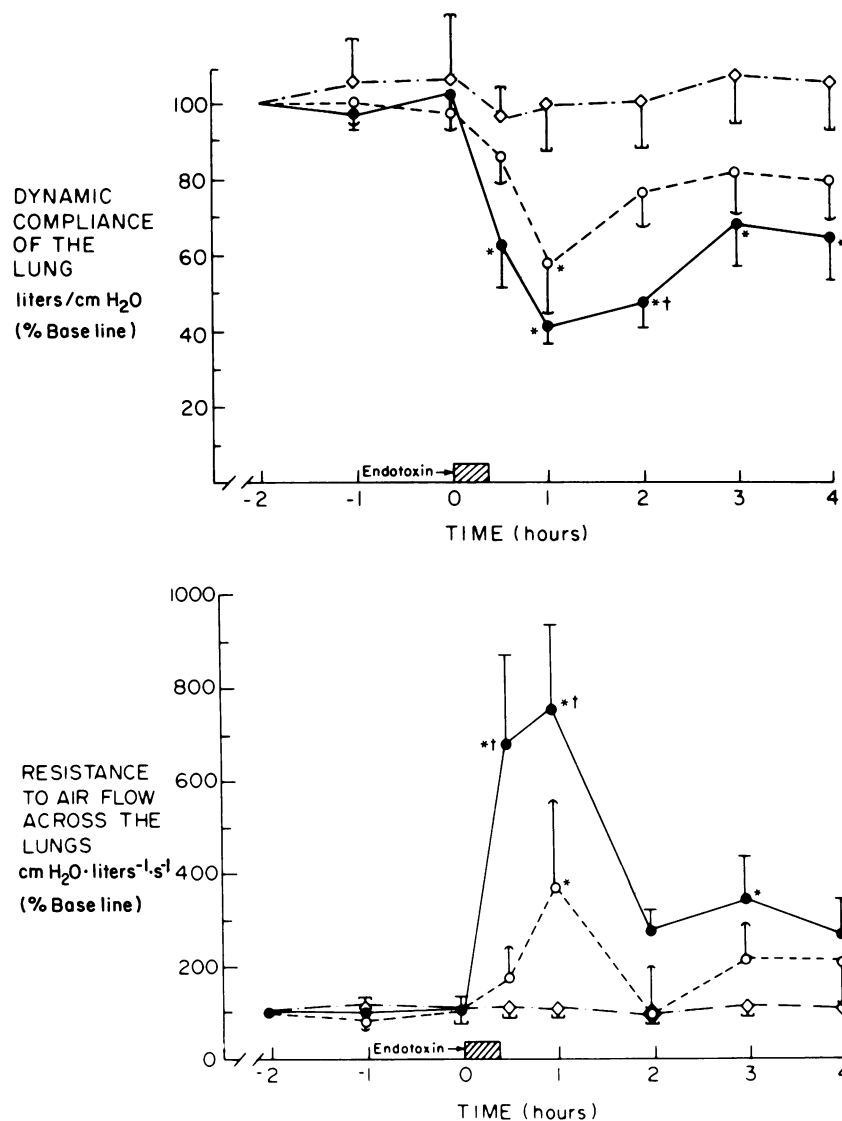 DYNAMIC
COMPLIANCE
OF THE
LUNG
liters/cm H₂O
(% Base line)
100
80
60
40
20
*
*
*
*†
*
*
Endotoxin→
-2 -1 0 1 2 3 4
TIME (hours)
RESISTANCE
TO AIR FLOW
ACROSS THE
LUNGS
cm H₂O·liters⁻¹·s⁻¹
(% Base line)
1000
800
600
400
200
0
*†
*†
*
*
Endotoxin→
-2 -1 0 1 2 3 4
TIME (hours)